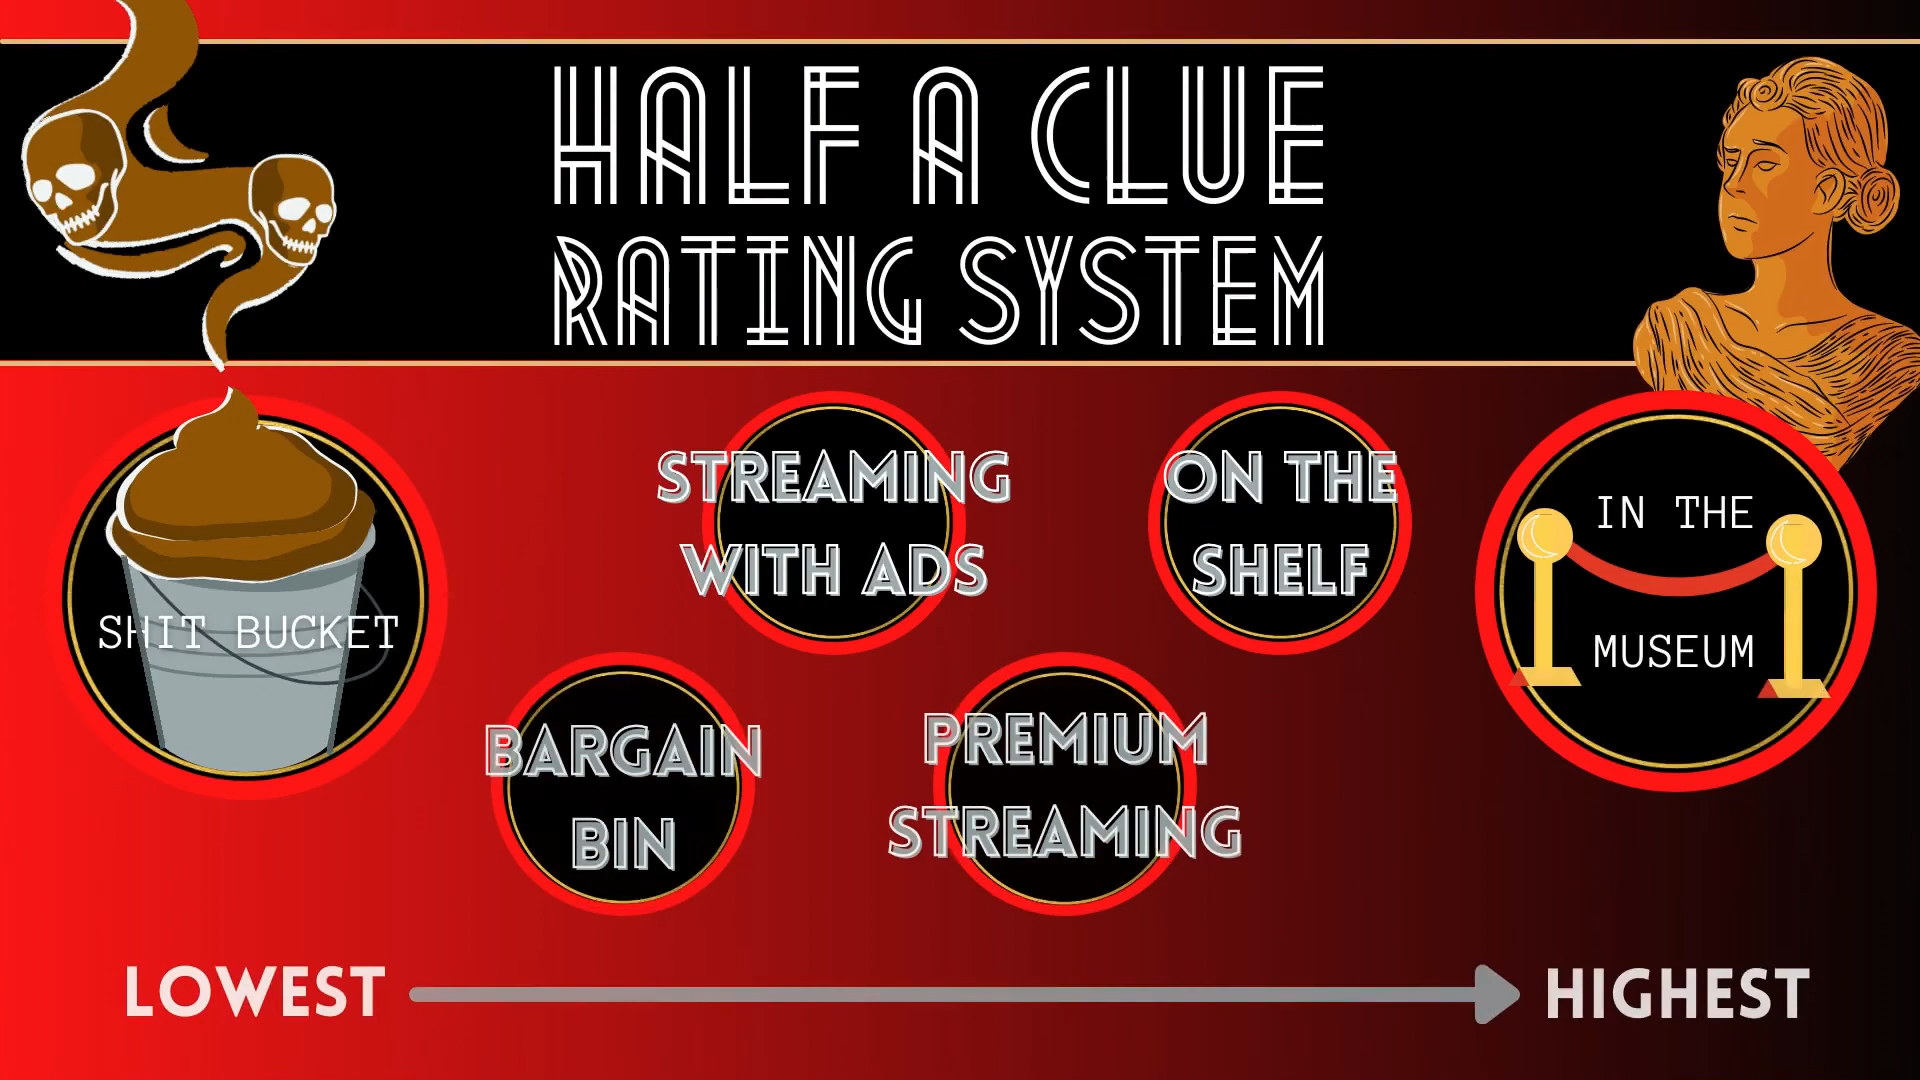 HALF A CLUE
RATING SYSTEM
SHIT BUCKET
BARGAIN
BIN
STREAMING
WITH ADS
PREMIUM
STREAMING
ON THE
SHELF
IN THE
MUSEUM
LOWEST
HIGHEST